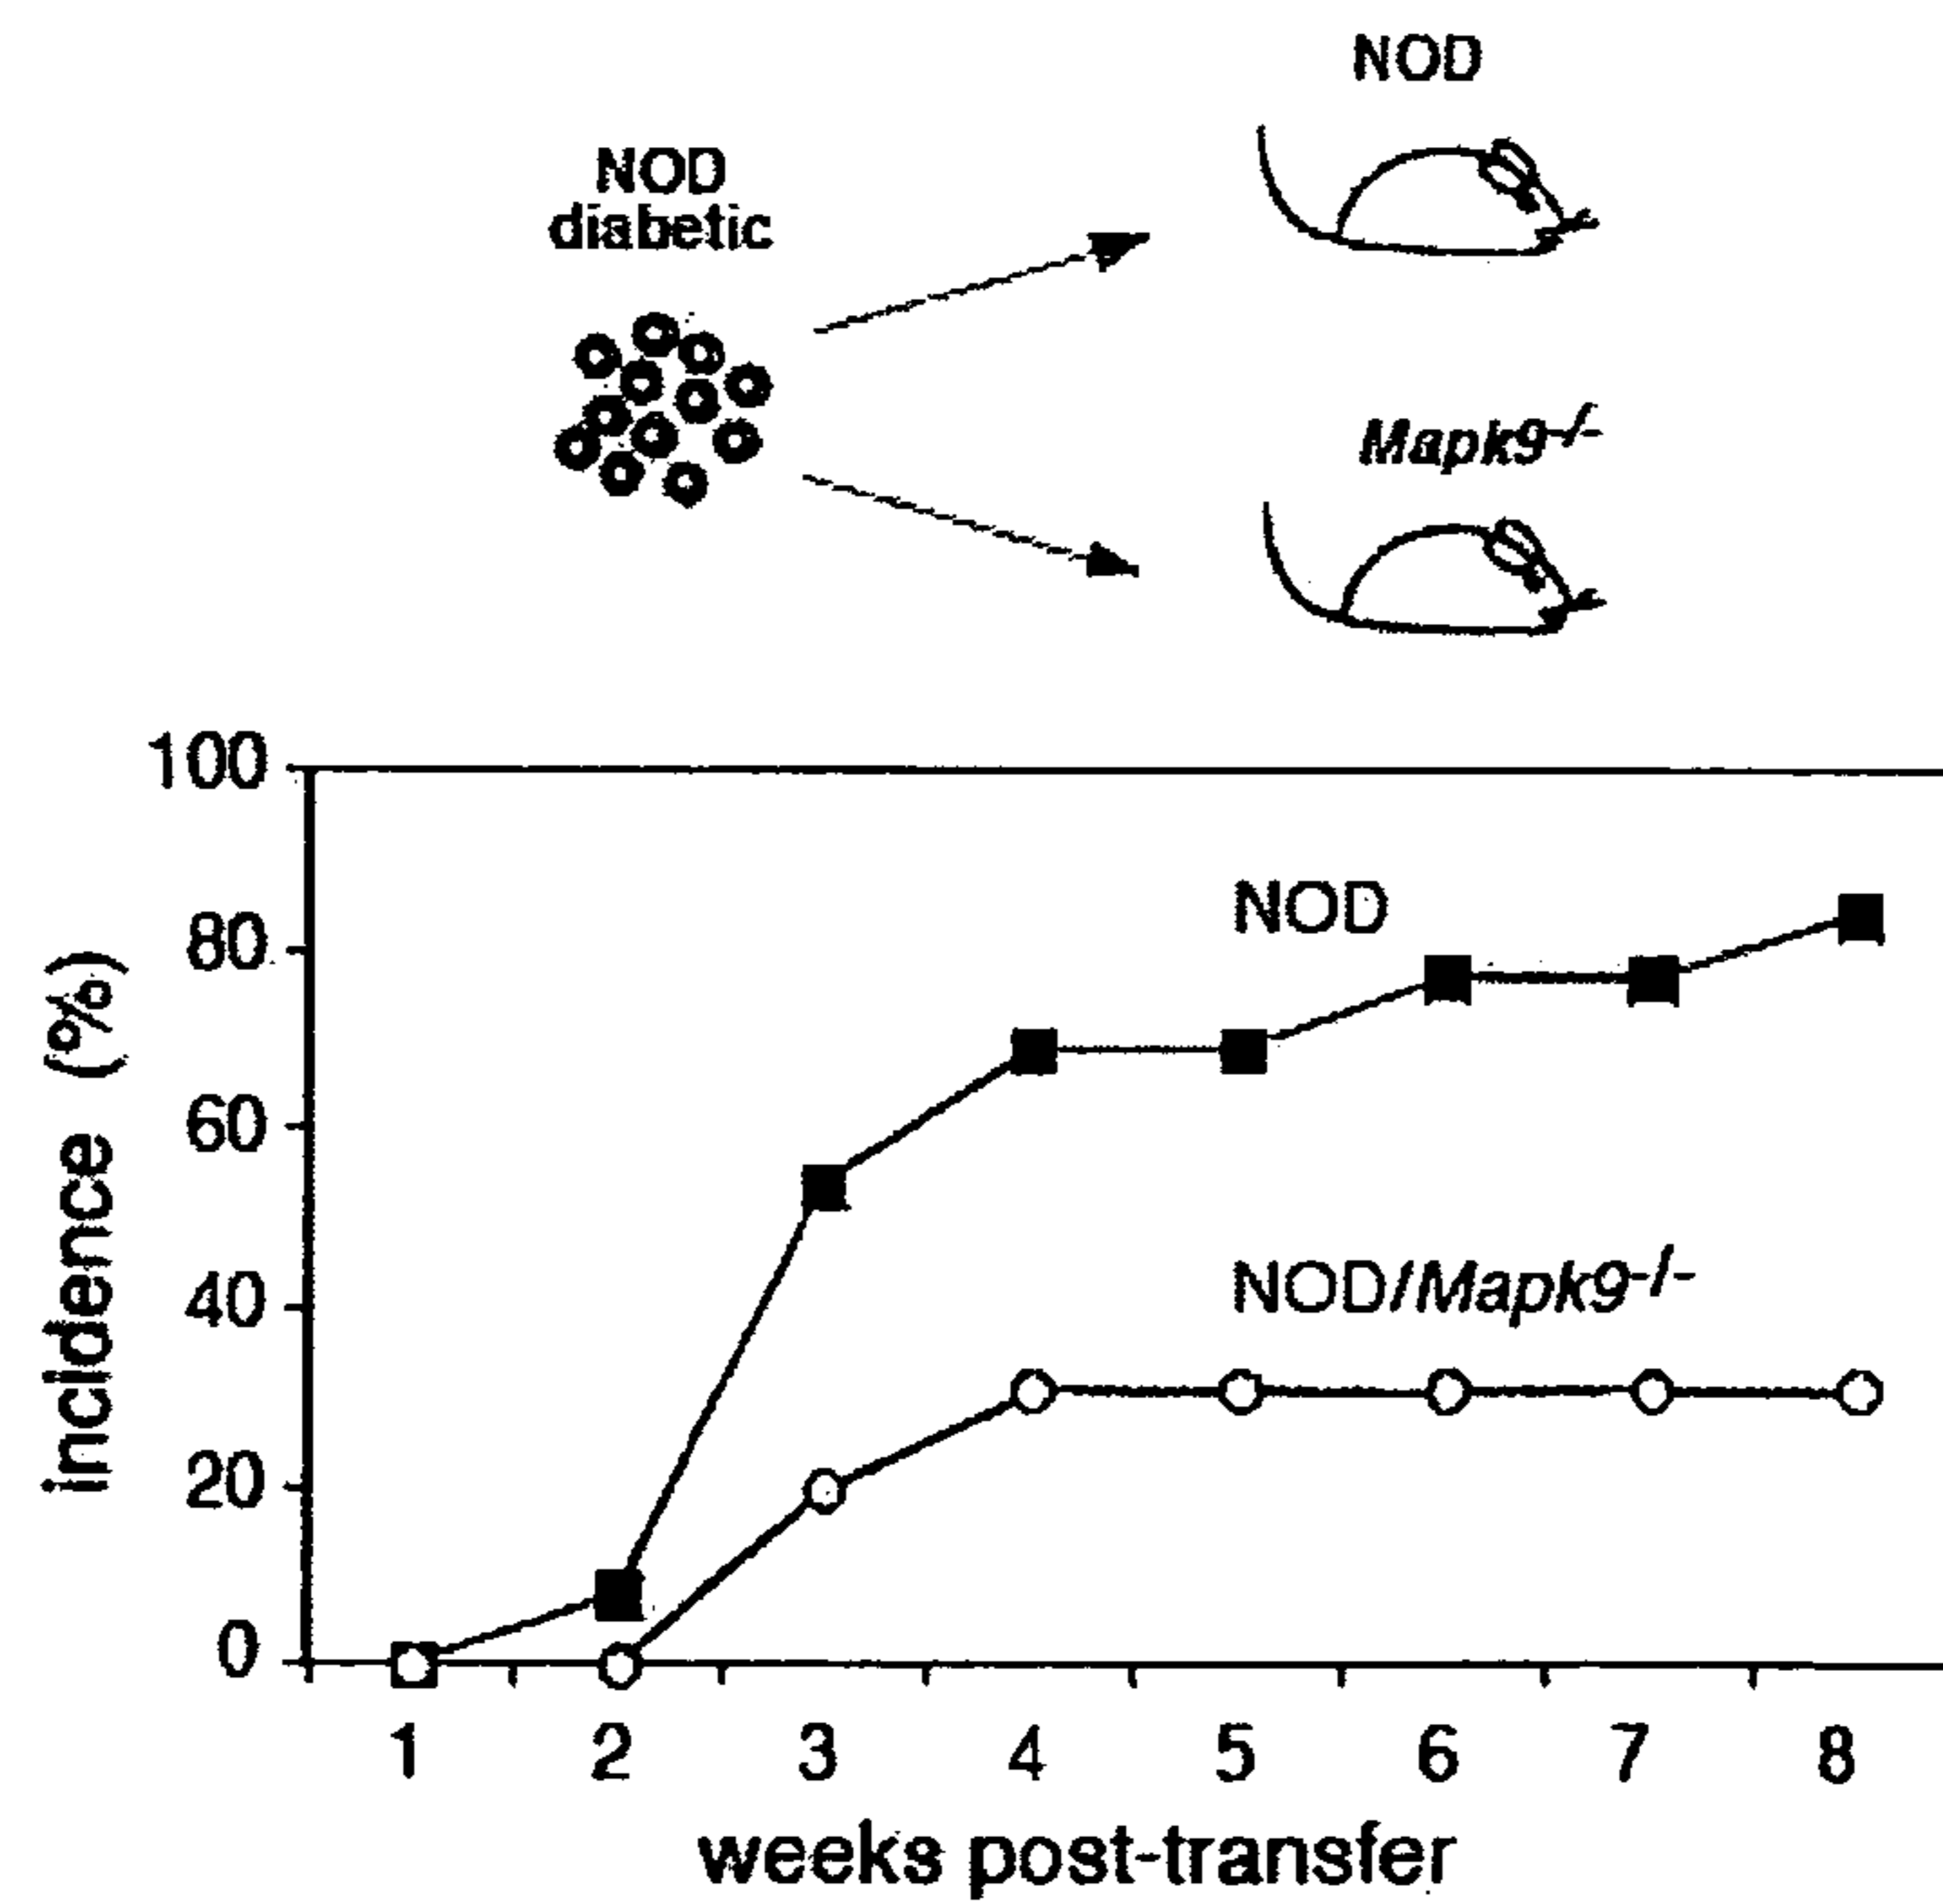 NOD
NOD
diabetic
Mapk9-/-
100
80
60
40
20
0
incidence (%)
NOD
NOD/Mapk9-/-
1 2 3 4 5 6 7 8
weeks post-transfer